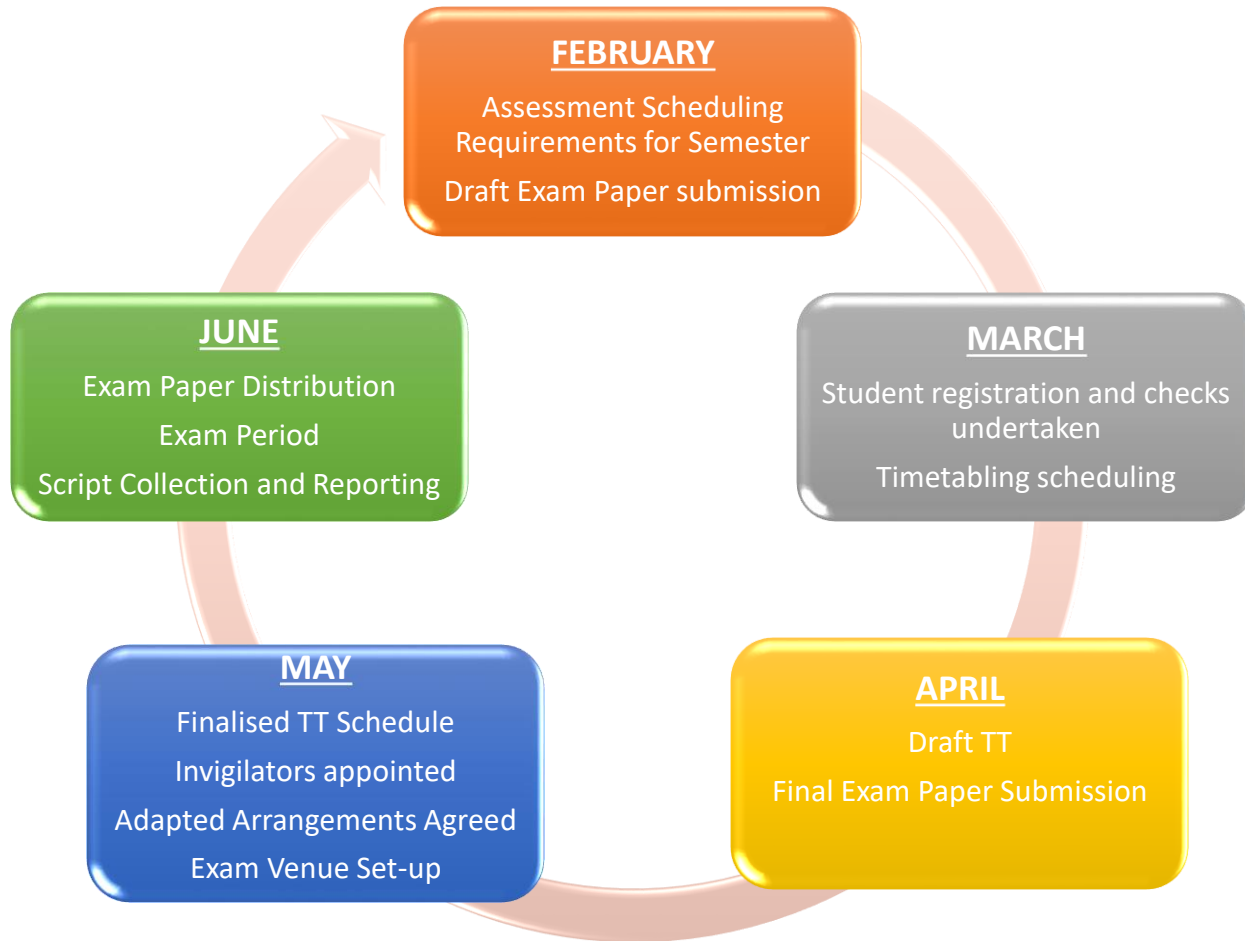 FEBRUARY
Assessment Scheduling
Requirements for Semester
Draft Exam Paper submission
MARCH
Student registration and checks
undertaken
Timetabling scheduling
APRIL
Draft TT
Final Exam Paper Submission
MAY
Finalised TT Schedule
Invigilators appointed
Adapted Arrangements Agreed
Exam Venue Set-up
JUNE
Exam Paper Distribution
Exam Period
Script Collection and Reporting